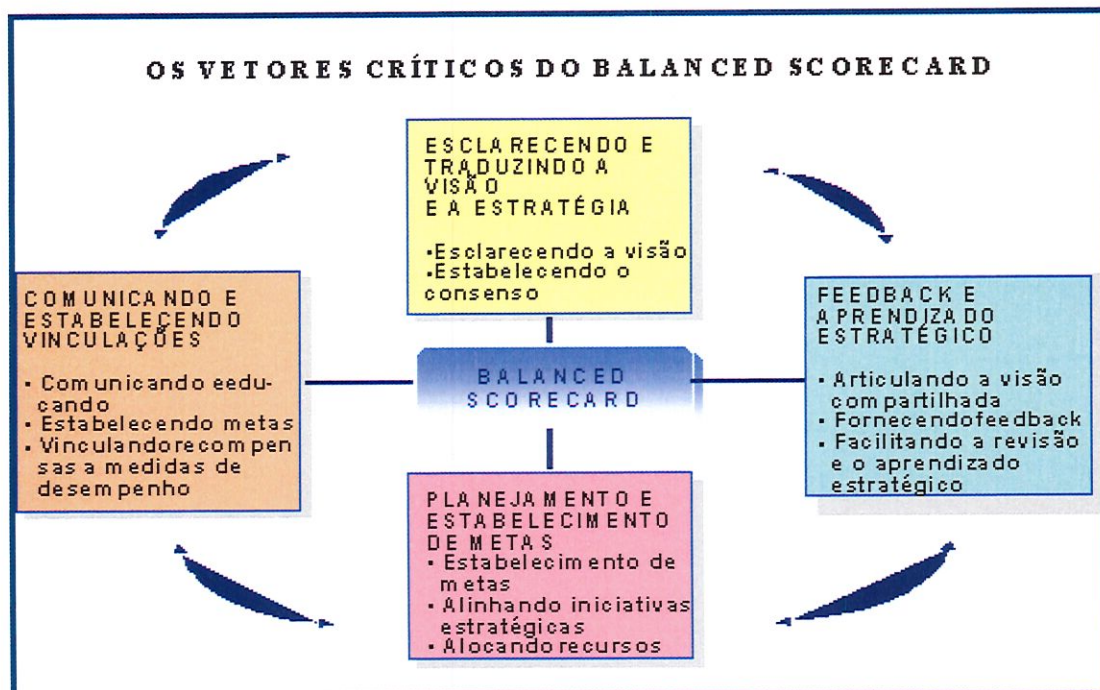 OS VETORES CRÍTICOS DO BALANCED SCORECARD
ESCLARECENDO E
TRADUZINDO A
VISÃO
E A ESTRATÉGIA
•Esclarecendo a visão
•Estabelecendo o
consenso
COMUNICANDO E
ESTABELEÇENDO
VINCULAÇÕES
• Comunicando eedu-
cando
• Estabelecendo metas
• Vinculandorecompen
sas a medidas de
desempenho
BALANCED
SCORECARD
FEEDBACK E
APRENDIZADO
ESTRATÉGICO
• Articulando a visão
compartilhada
• Fornecendofeedback
• Facilitando a revisão
e o aprendizado
estratégico
PLANEJAMENTO E
ESTABELECIMENTO
DE METAS
• Estabelecimento de
metas
• Alinhando iniciativas
estratégicas
• Alocandorecursos